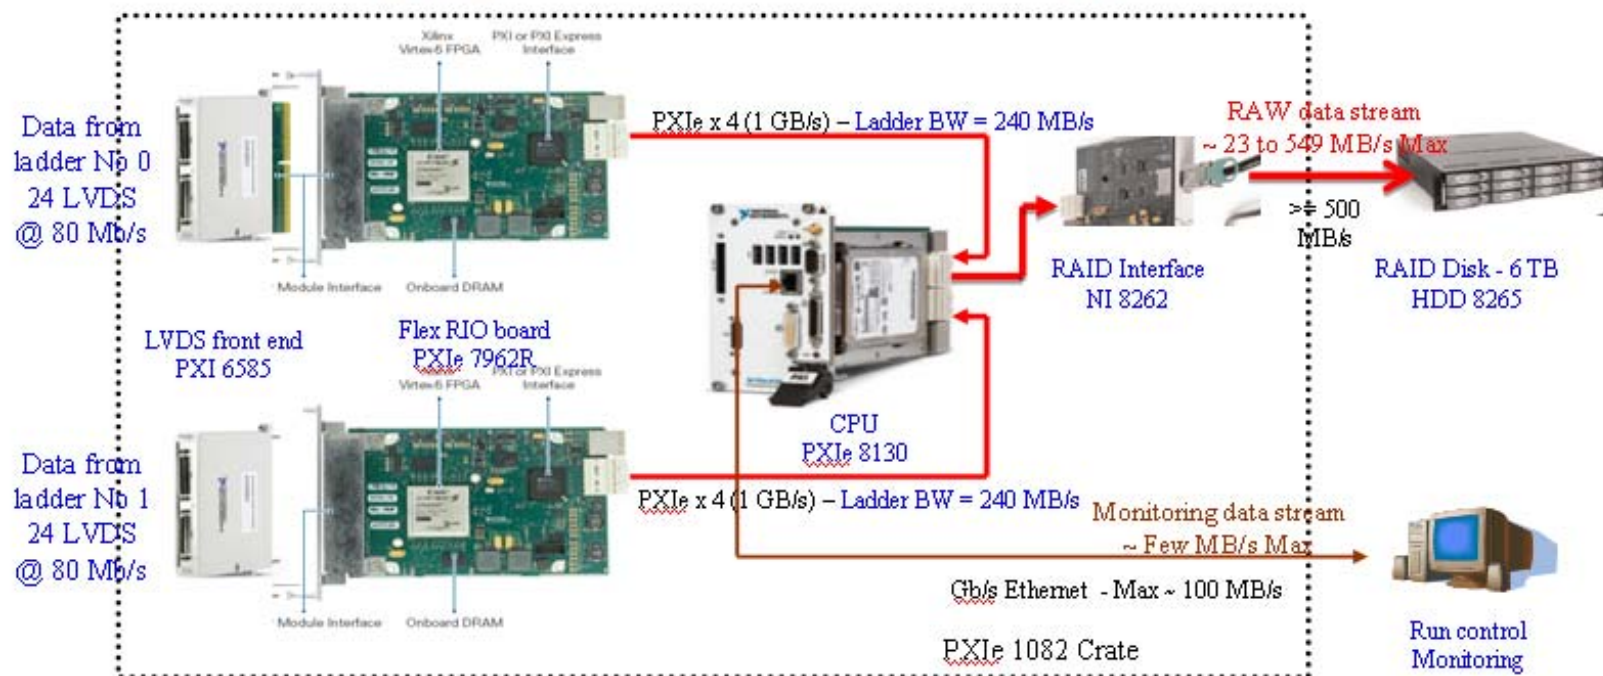 Xilinx
Virtex-6 FPGA
PXI or PXI Express
Interface
Data from
ladder No 0
24 LVDS
@ 80 Mb/s
Module Interface
Onboard DRAM
PXIe x 4 (1 GB/s) – Ladder BW = 240 MB/s
RAW data stream
~ 23 to 549 MB/s Max
>= 500
MB/s
RAID Interface
NI 8262
RAID Disk - 6 TB
HDD 8265
LVDS front end
PXI 6585
Flex RIO board
PXIe 7962R
CPU
PXIe 8130
Virtex-6 FPGA
PXI or PXI Express
Interface
Data from
ladder No 1
24 LVDS
@ 80 Mb/s
Module Interface
Onboard DRAM
PXIe x 4 (1 GB/s) – Ladder BW = 240 MB/s
Monitoring data stream
~ Few MB/s Max
Gb/s Ethernet - Max ~ 100 MB/s
PXIe 1082 Crate
Run control
Monitoring